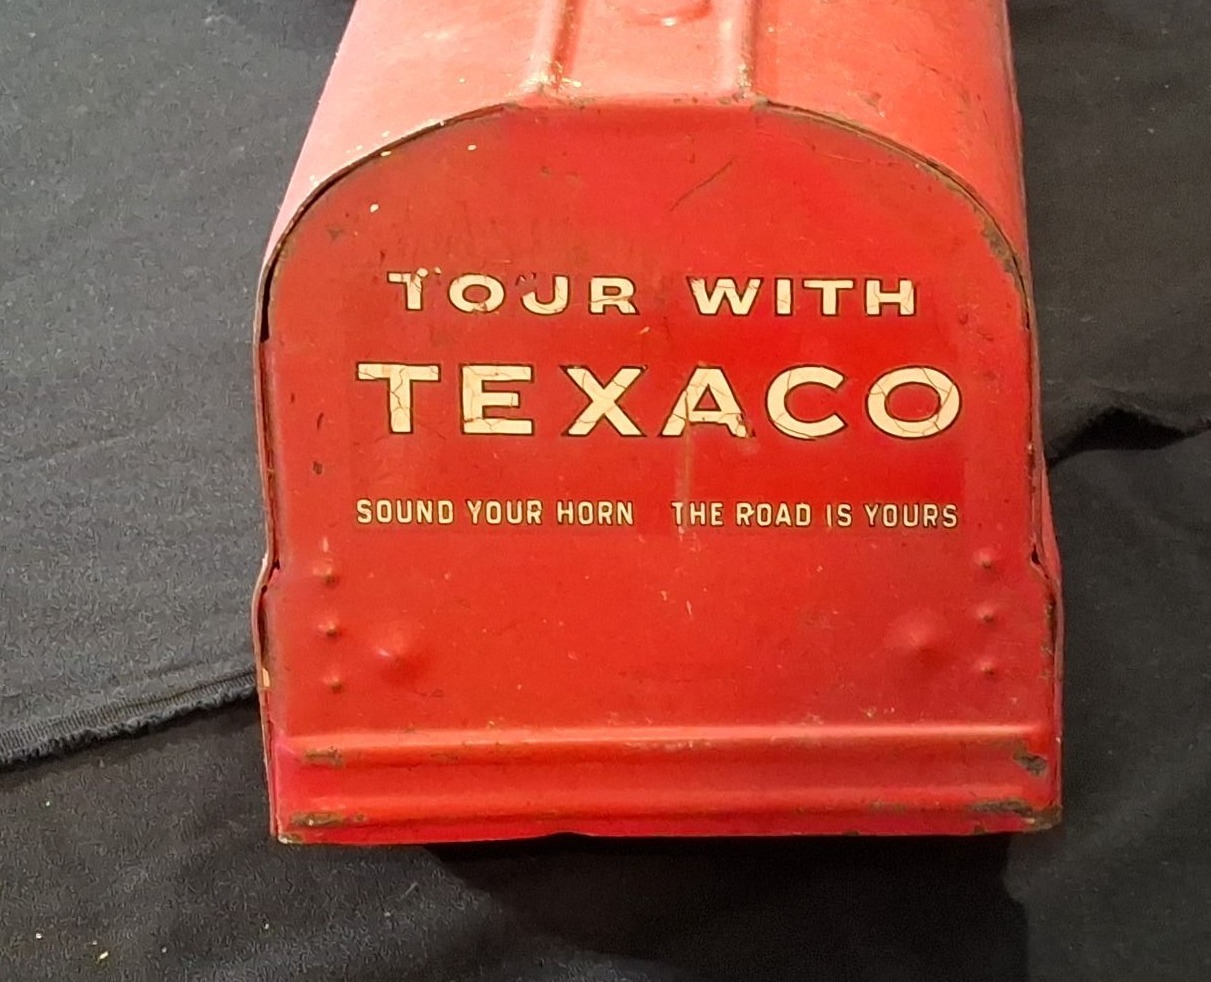 TOUR WITH
TEXACO
SOUND YOUR HORN THE ROAD IS YOURS